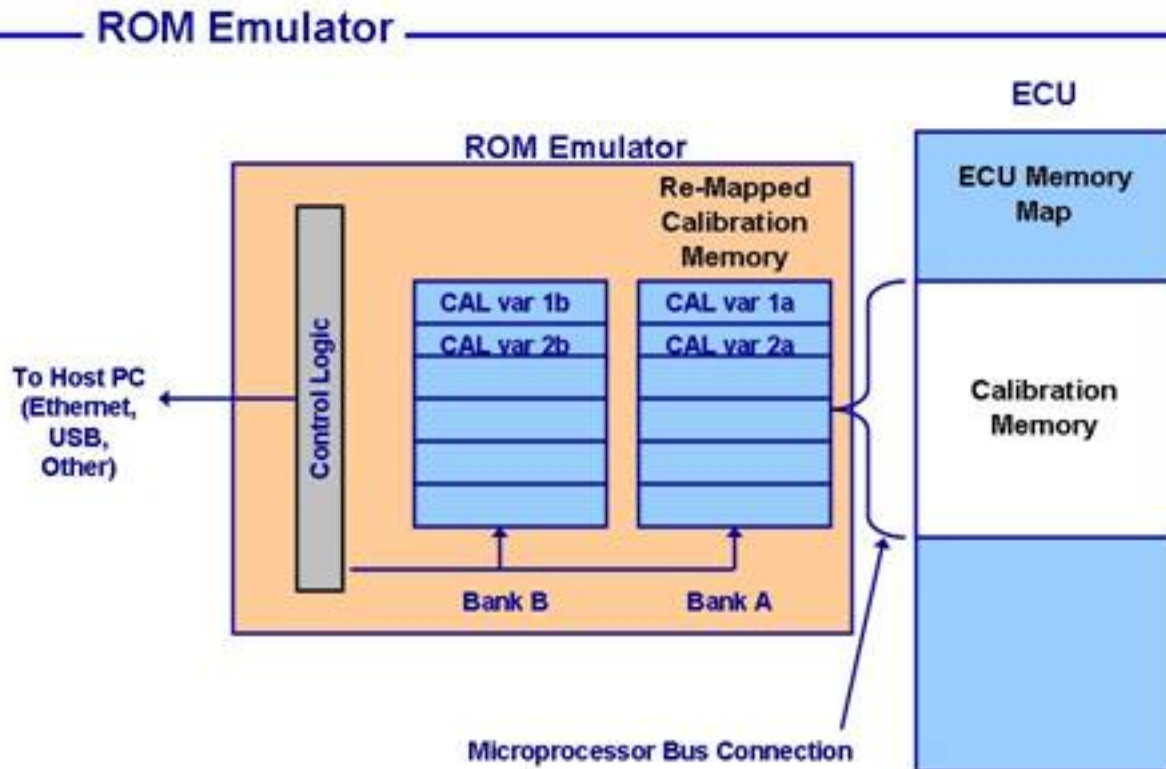 ROM Emulator
ECU
ROM Emulator
ECU Memory
Map
Re-Mapped
Calibration
Memory
CAL var 1b
CAL var 2b
CAL var 1a
CAL var 2a
Control Logic
To Host PC
(Ethernet,
USB,
Other)
Calibration
Memory
Bank B
Bank A
Microprocessor Bus Connection